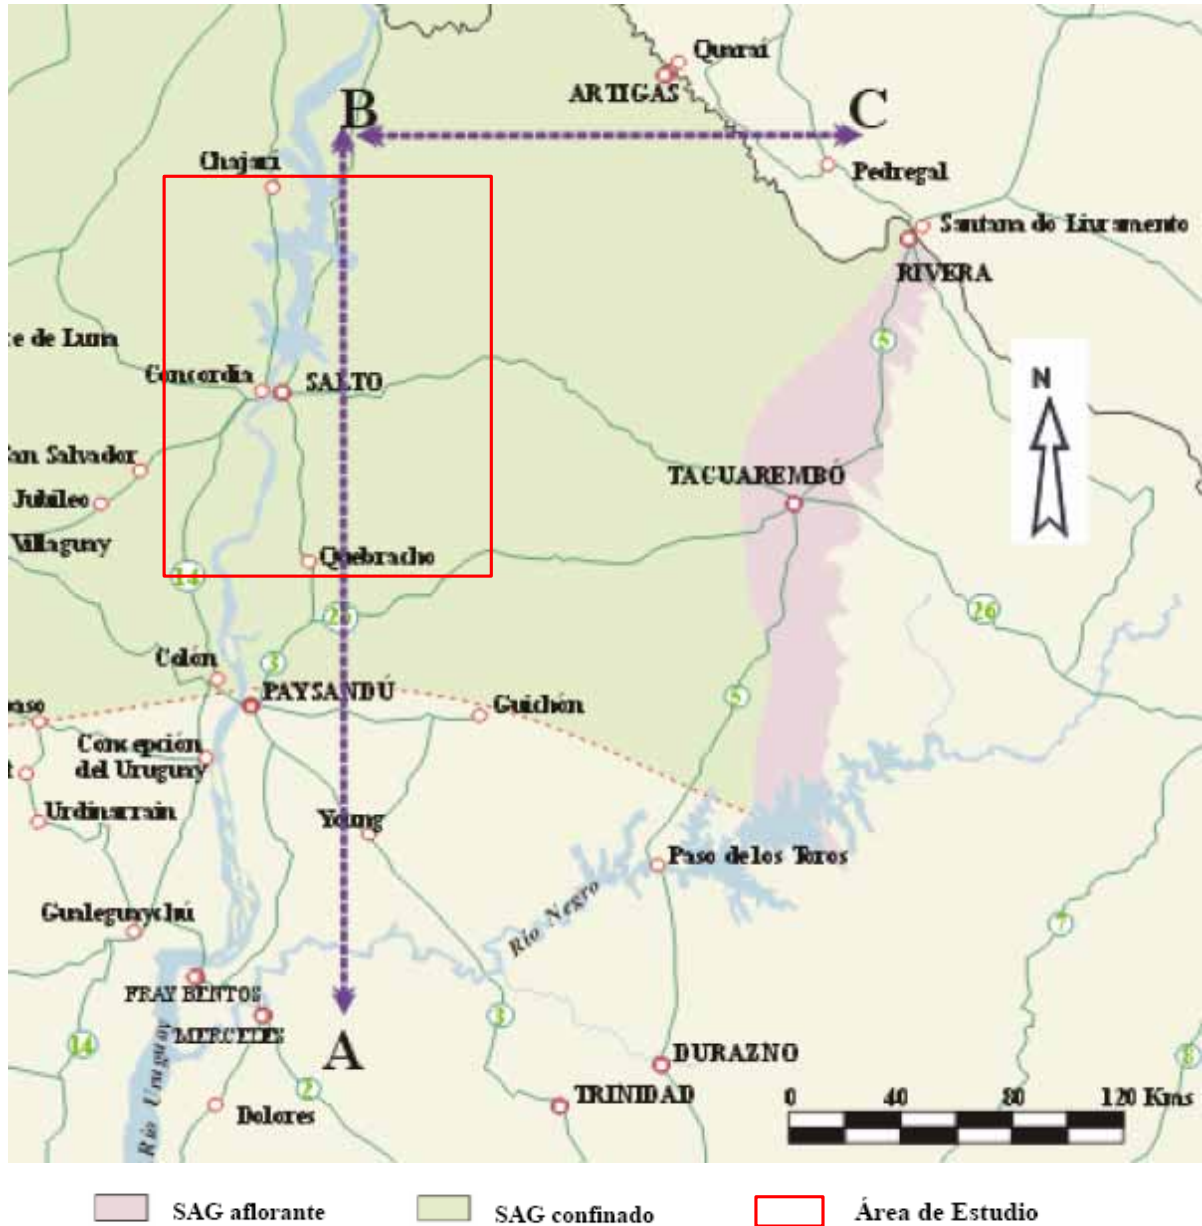 Quaraí
ARTIGAS
B
C
Chajarí
Pedregal
Santana do Livramento
RIVERA
5
te de Luna
Concordia
SALTO
N
San Salvador
TACUAREMBÓ
Jubileo
Villaguay
Quebracho
14
26
26
Colón
3
PAYSANDÚ
Guichón
5
Concepción
del Uruguay
Urdinarrain
Young
Paso de los Toros
Río Negro
Gualeguaychú
7
FRAY BENTOS
MERCEDES
3
14
A
DURAZNO
8
Río Uruguay
2
TRINIDAD
Dolores
0 40 80 120 Kms
SAG aflorante
SAG confinado
Área de Estudio